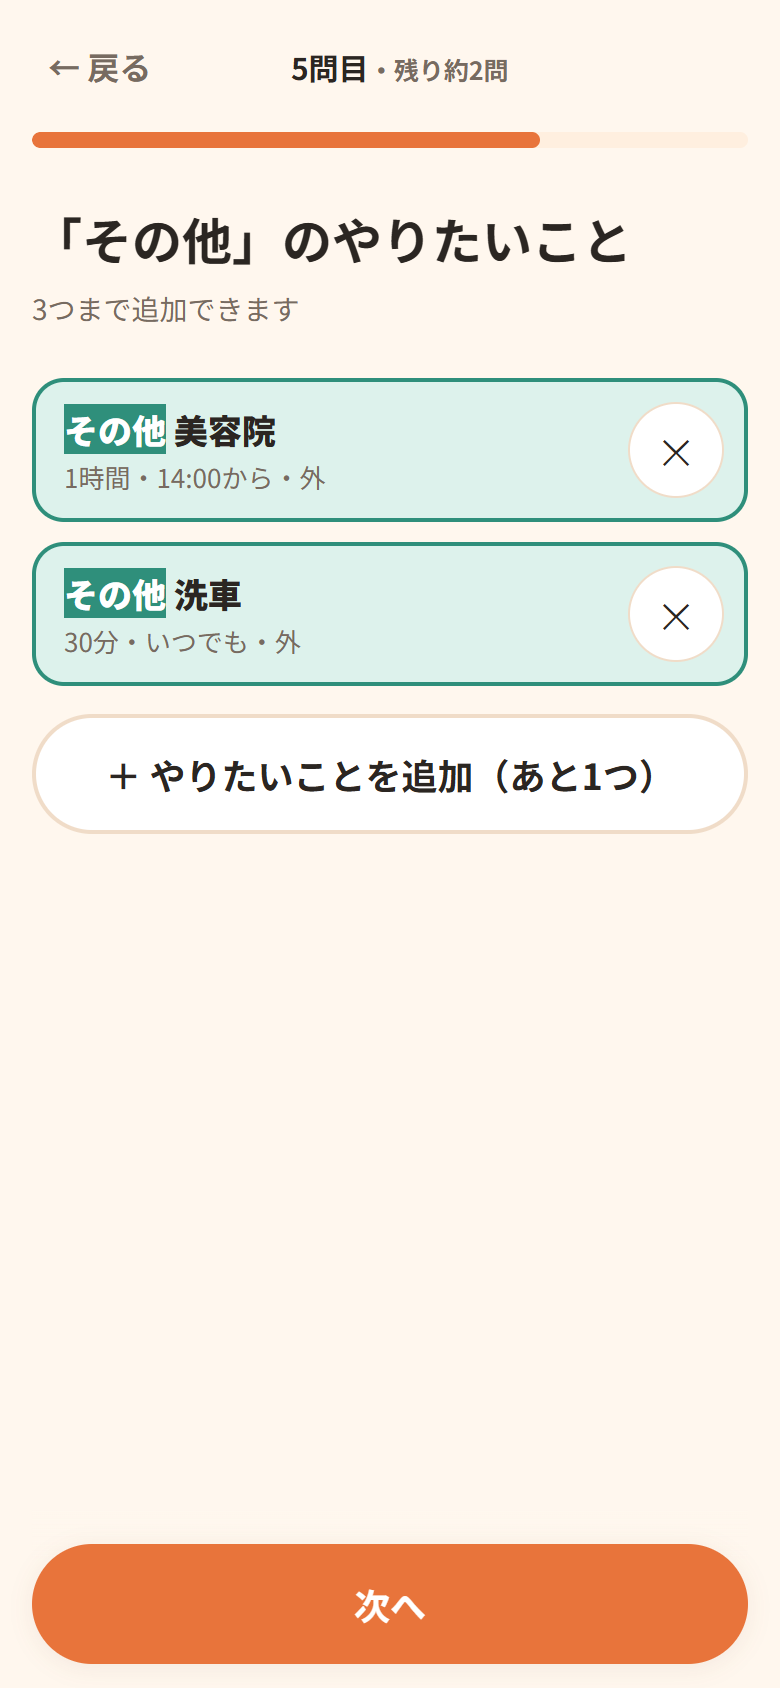 ← 戻る
5問目・残り約2問
「その他」のやりたいこと
3つまで追加できます
その他 美容院
1時間・14:00から・外
×
その他 洗車
30分・いつでも・外
×
＋ やりたいことを追加（あと1つ）
次へ